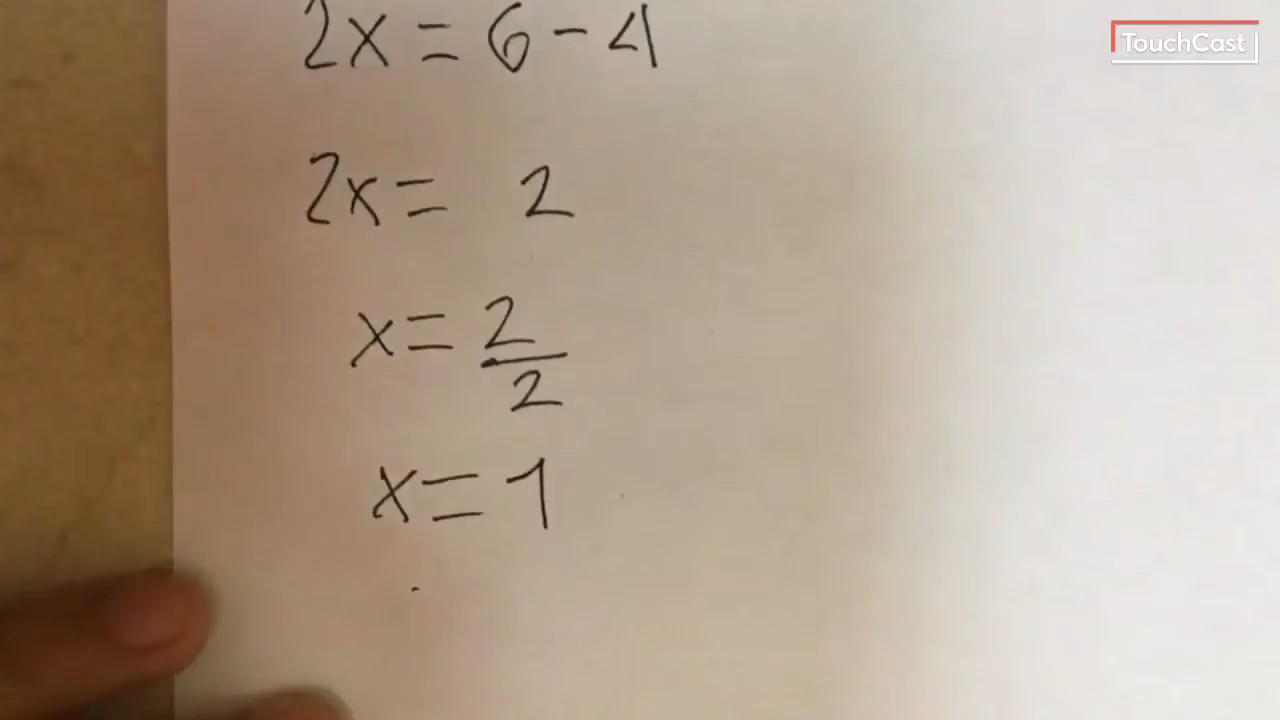 TouchCast
2x = 6 - 4
2x = 2
x = 2/2
x = 1